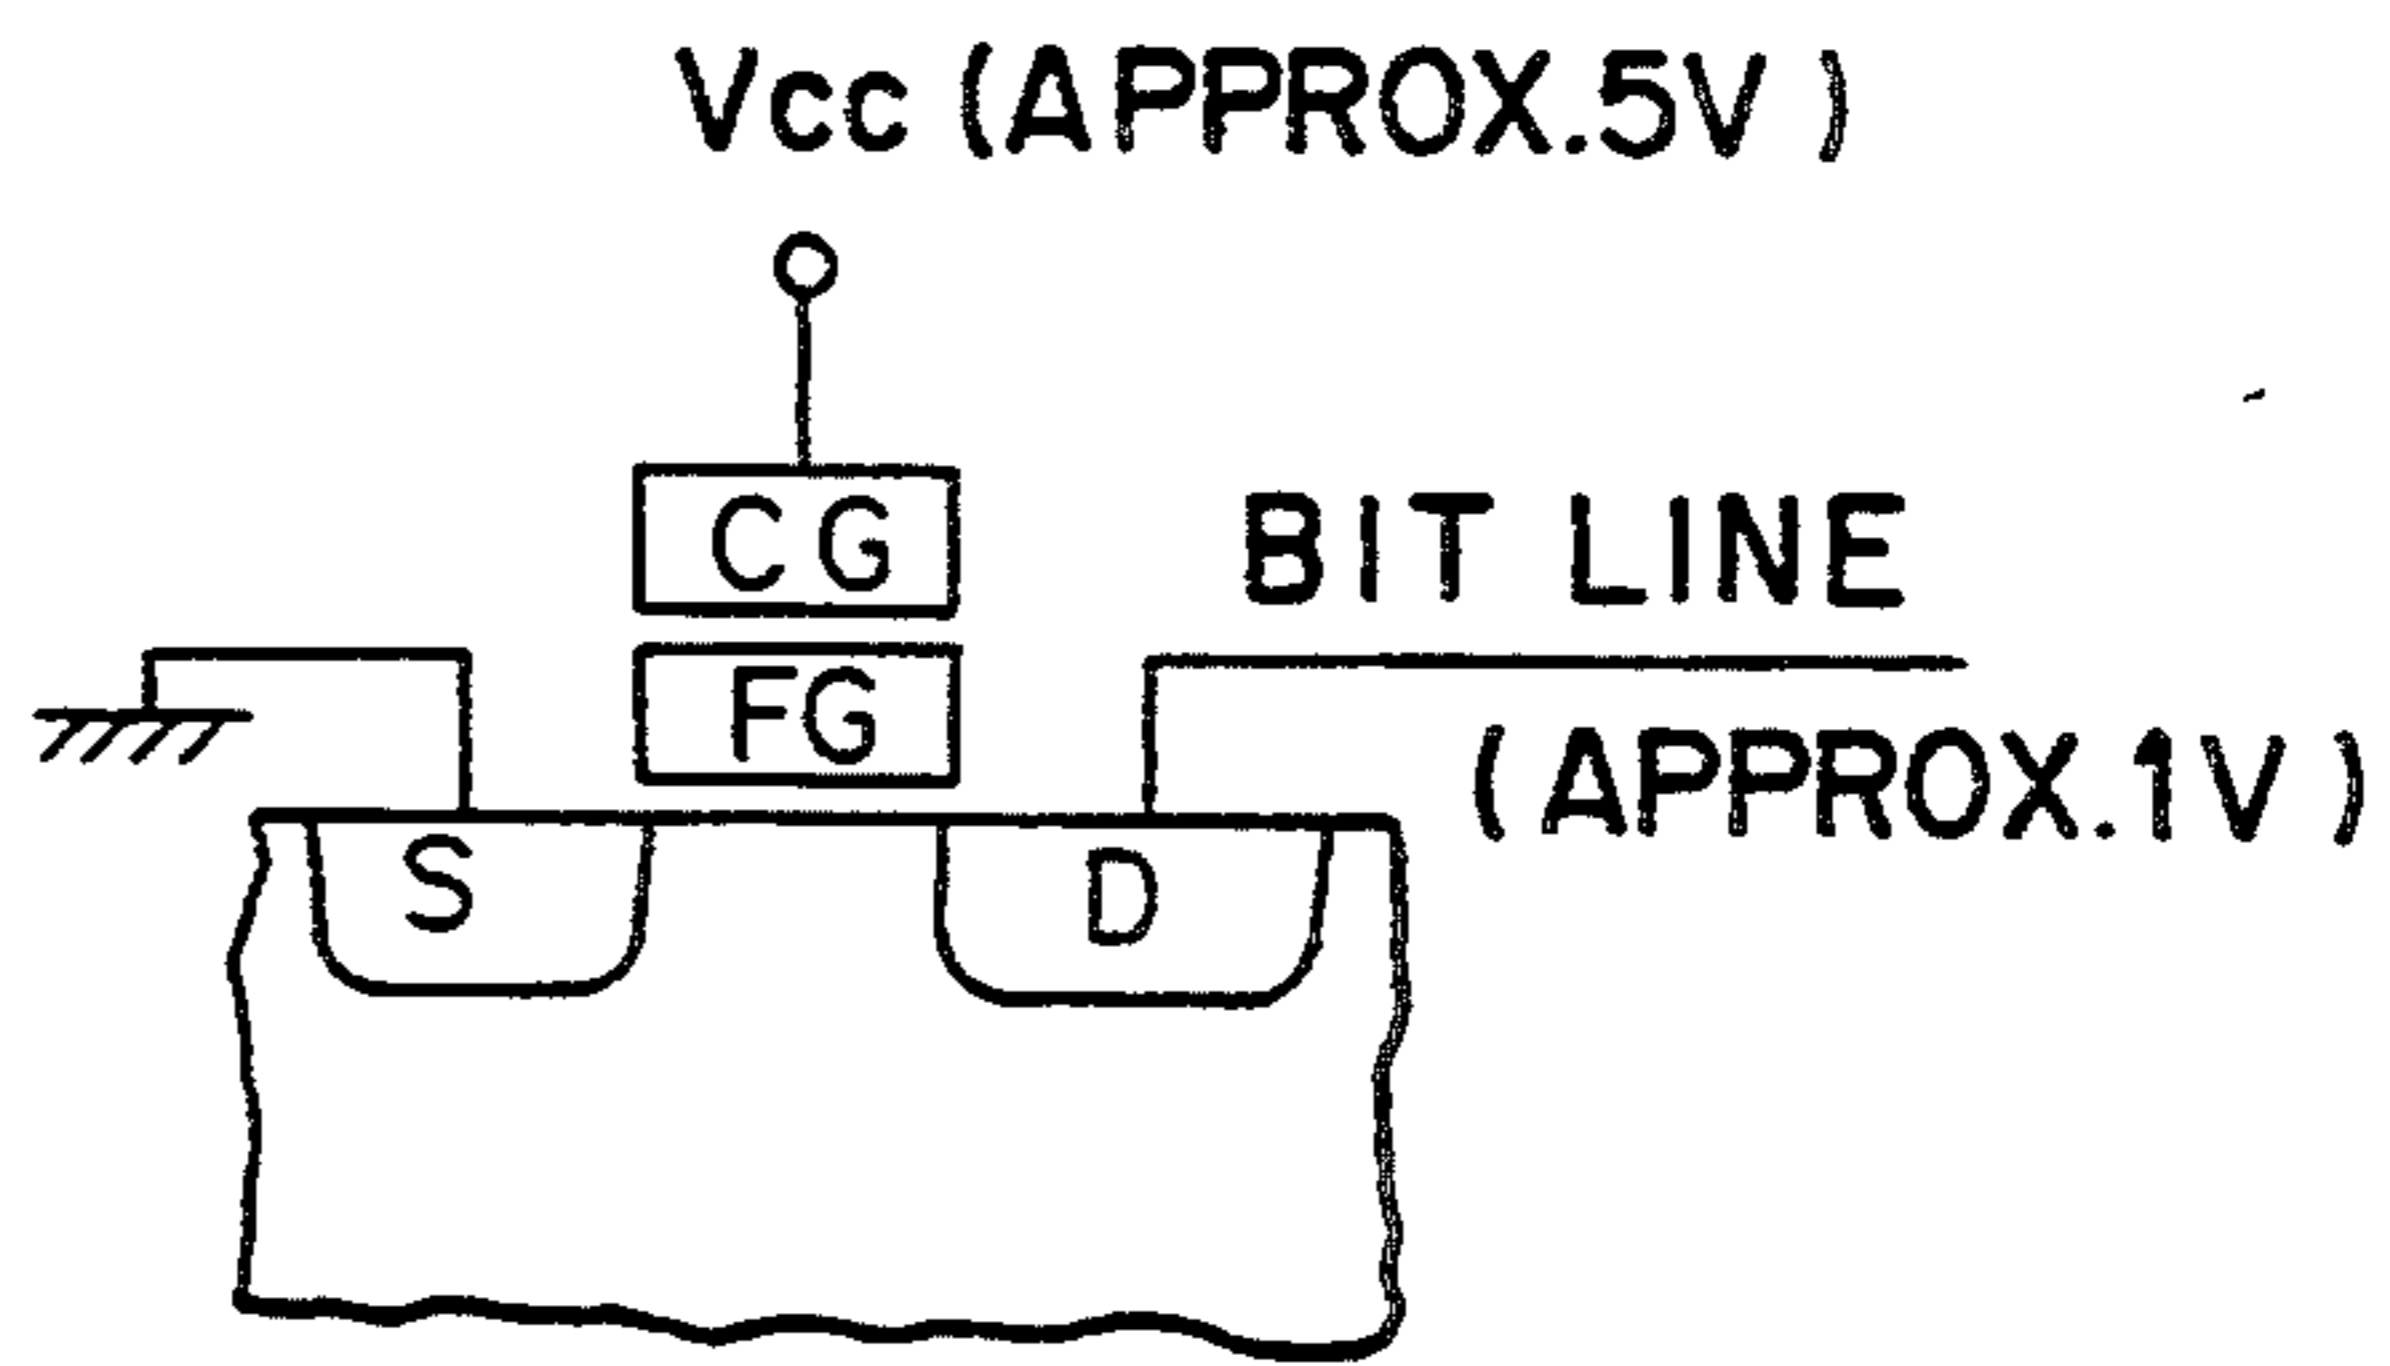 Vcc (APPROX.5V)
CG
BIT LINE
FG
(APPROX.1V)
S
D